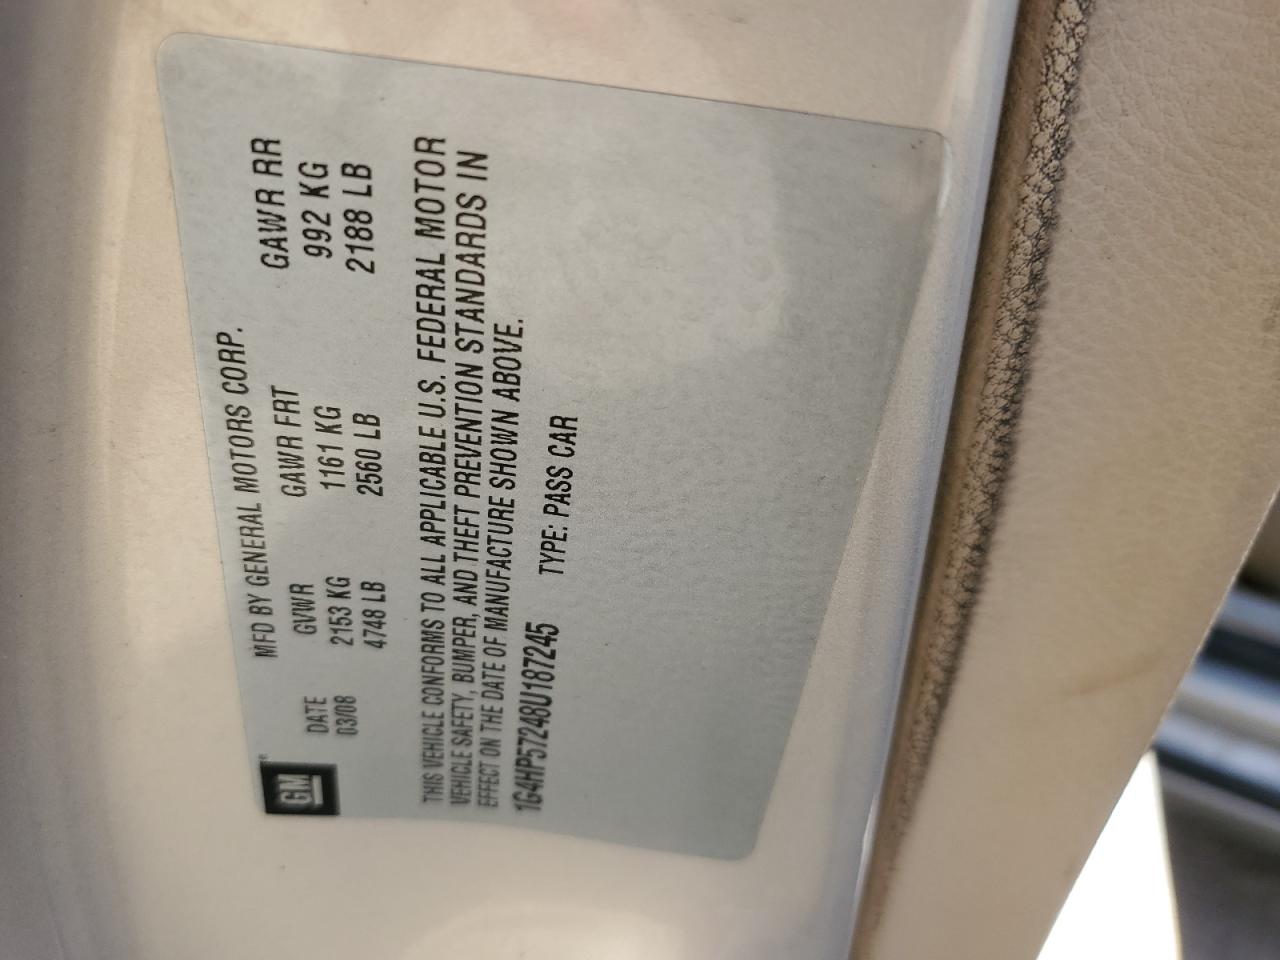 GM
MFD BY GENERAL MOTORS CORP.
DATE GVWR GAWR FRT GAWR RR
03/08 2153 KG 1161 KG 992 KG
4748 LB 2560 LB 2188 LB
THIS VEHICLE CONFORMS TO ALL APPLICABLE U.S. FEDERAL MOTOR
VEHICLE SAFETY, BUMPER, AND THEFT PREVENTION STANDARDS IN
EFFECT ON THE DATE OF MANUFACTURE SHOWN ABOVE.
1G4HP57248U187245 TYPE: PASS CAR